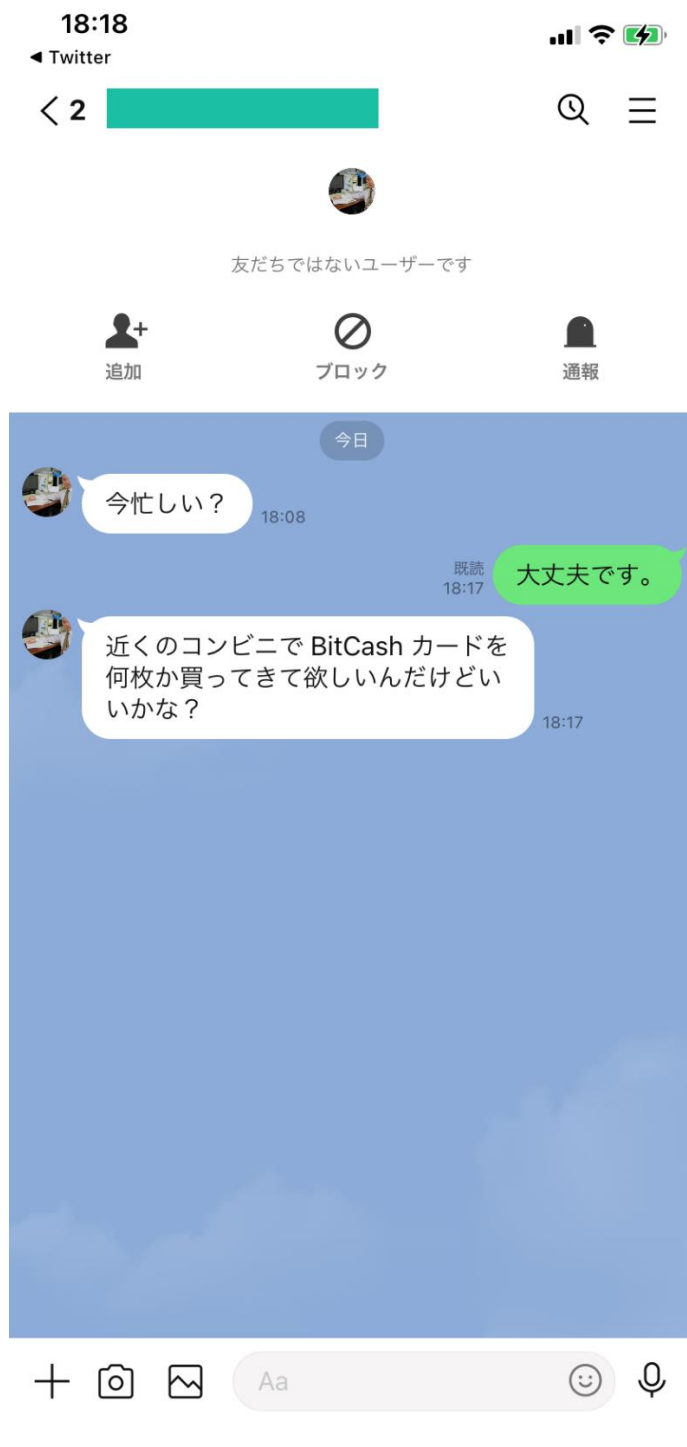 18:18
◀ Twitter
2
友だちではないユーザーです
追加
ブロック
通報
今日
今忙しい？
18:08
既読
18:17
大丈夫です。
近くのコンビニで BitCash カードを
何枚か買ってきて欲しいんだけどい
いかな？
18:17
Aa